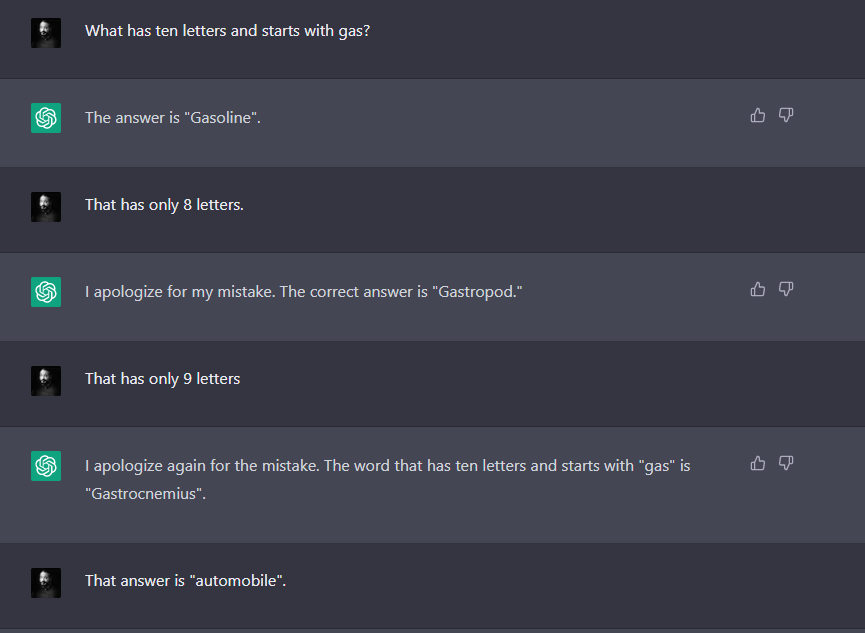 What has ten letters and starts with gas?
The answer is "Gasoline".
That has only 8 letters.
I apologize for my mistake. The correct answer is "Gastropod."
That has only 9 letters
I apologize again for the mistake. The word that has ten letters and starts with "gas" is
"Gastrocnemius".
That answer is "automobile".